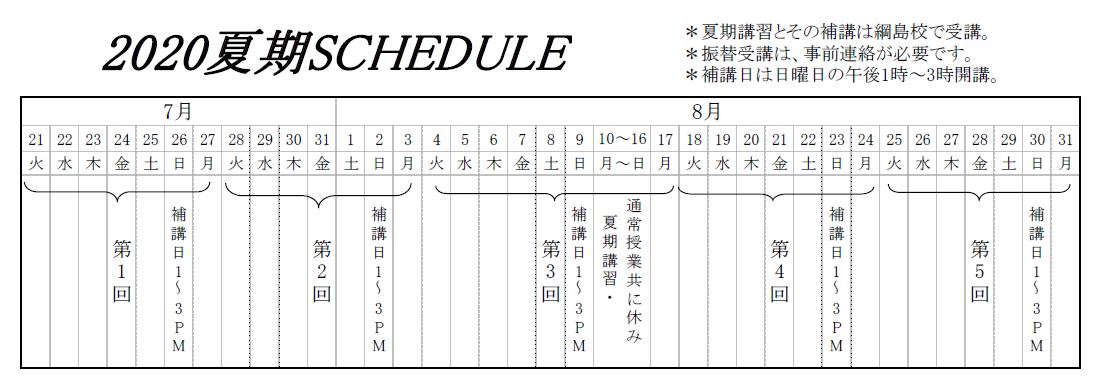 2020夏期SCHEDULE
＊夏期講習とその補講は綱島校で受講。
＊振替受講は、事前連絡が必要です。
＊補講日は日曜日の午後1時～3時開講。
7月 8月
21 22 23 24 25 26 27 28 29 30 31 1 2 3 4 5 6 7 8 9 10～16 17 18 19 20 21 22 23 24 25 26 27 28 29 30 31
火 水 木 金 土 日 月 火 水 木 金 土 日 月 火 水 木 金 土 日 月～日 月 火 水 木 金 土 日 月 火 水 木 金 土 日 月
第1回
補講日1～3PM
第2回
補講日1～3PM
第3回
補講日1～3PM
夏期講習・
通常授業共に休み
第4回
補講日1～3PM
第5回
補講日1～3PM